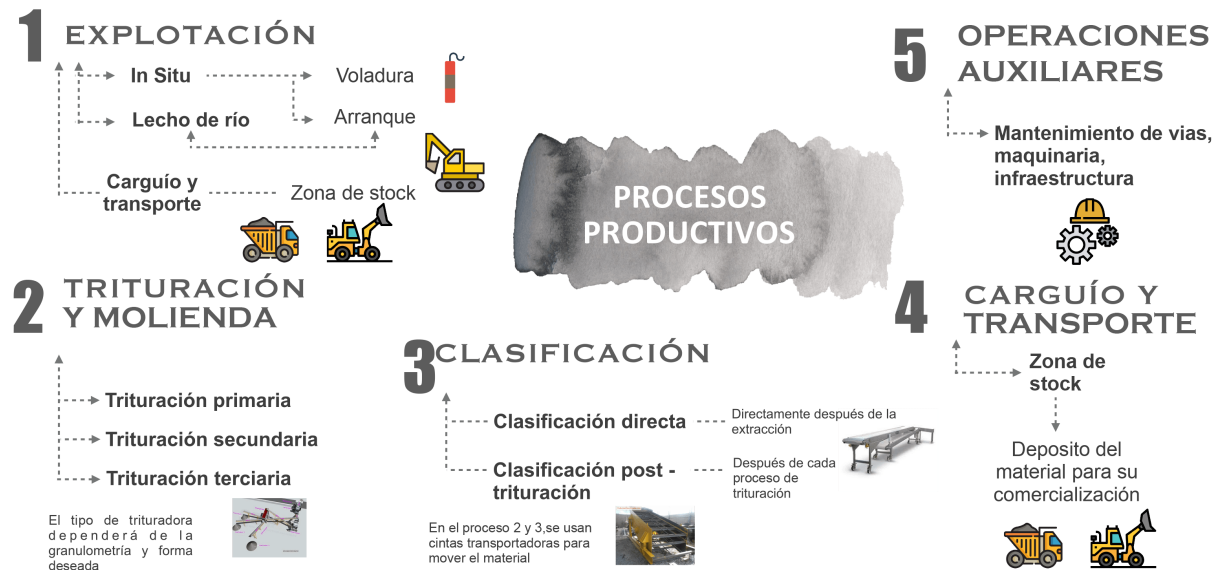 1 EXPLOTACIÓN
In Situ
Voladura
Lecho de río
Arranque
Carguío y
transporte
Zona de stock
PROCESOS
PRODUCTIVOS
5 OPERACIONES
AUXILIARES
Mantenimiento de vias,
maquinaria,
infraestructura
2 TRITURACIÓN
Y MOLIENDA
Trituración primaria
Trituración secundaria
Trituración terciaria
El tipo de trituradora
dependerá de la
granulometría y forma
deseada
3 CLASIFICACIÓN
Clasificación directa
Directamente después de la
extracción
Clasificación post -
trituración
Después de cada
proceso de
trituración
En el proceso 2 y 3,se usan
cintas transportadoras para
mover el material
4 CARGUÍO Y
TRANSPORTE
Zona de
stock
Deposito del
material para su
comercialización